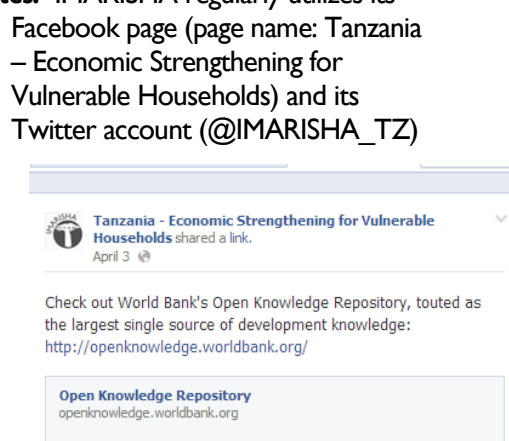 tes: IMARISHA regularly utilizes its
Facebook page (page name: Tanzania
– Economic Strengthening for
Vulnerable Households) and its
Twitter account (@IMARISHA_TZ)
IMARISHA
Tanzania - Economic Strengthening for Vulnerable
Households shared a link.
April 3
Check out World Bank's Open Knowledge Repository, touted as
the largest single source of development knowledge:
http://openknowledge.worldbank.org/
Open Knowledge Repository
openknowledge.worldbank.org